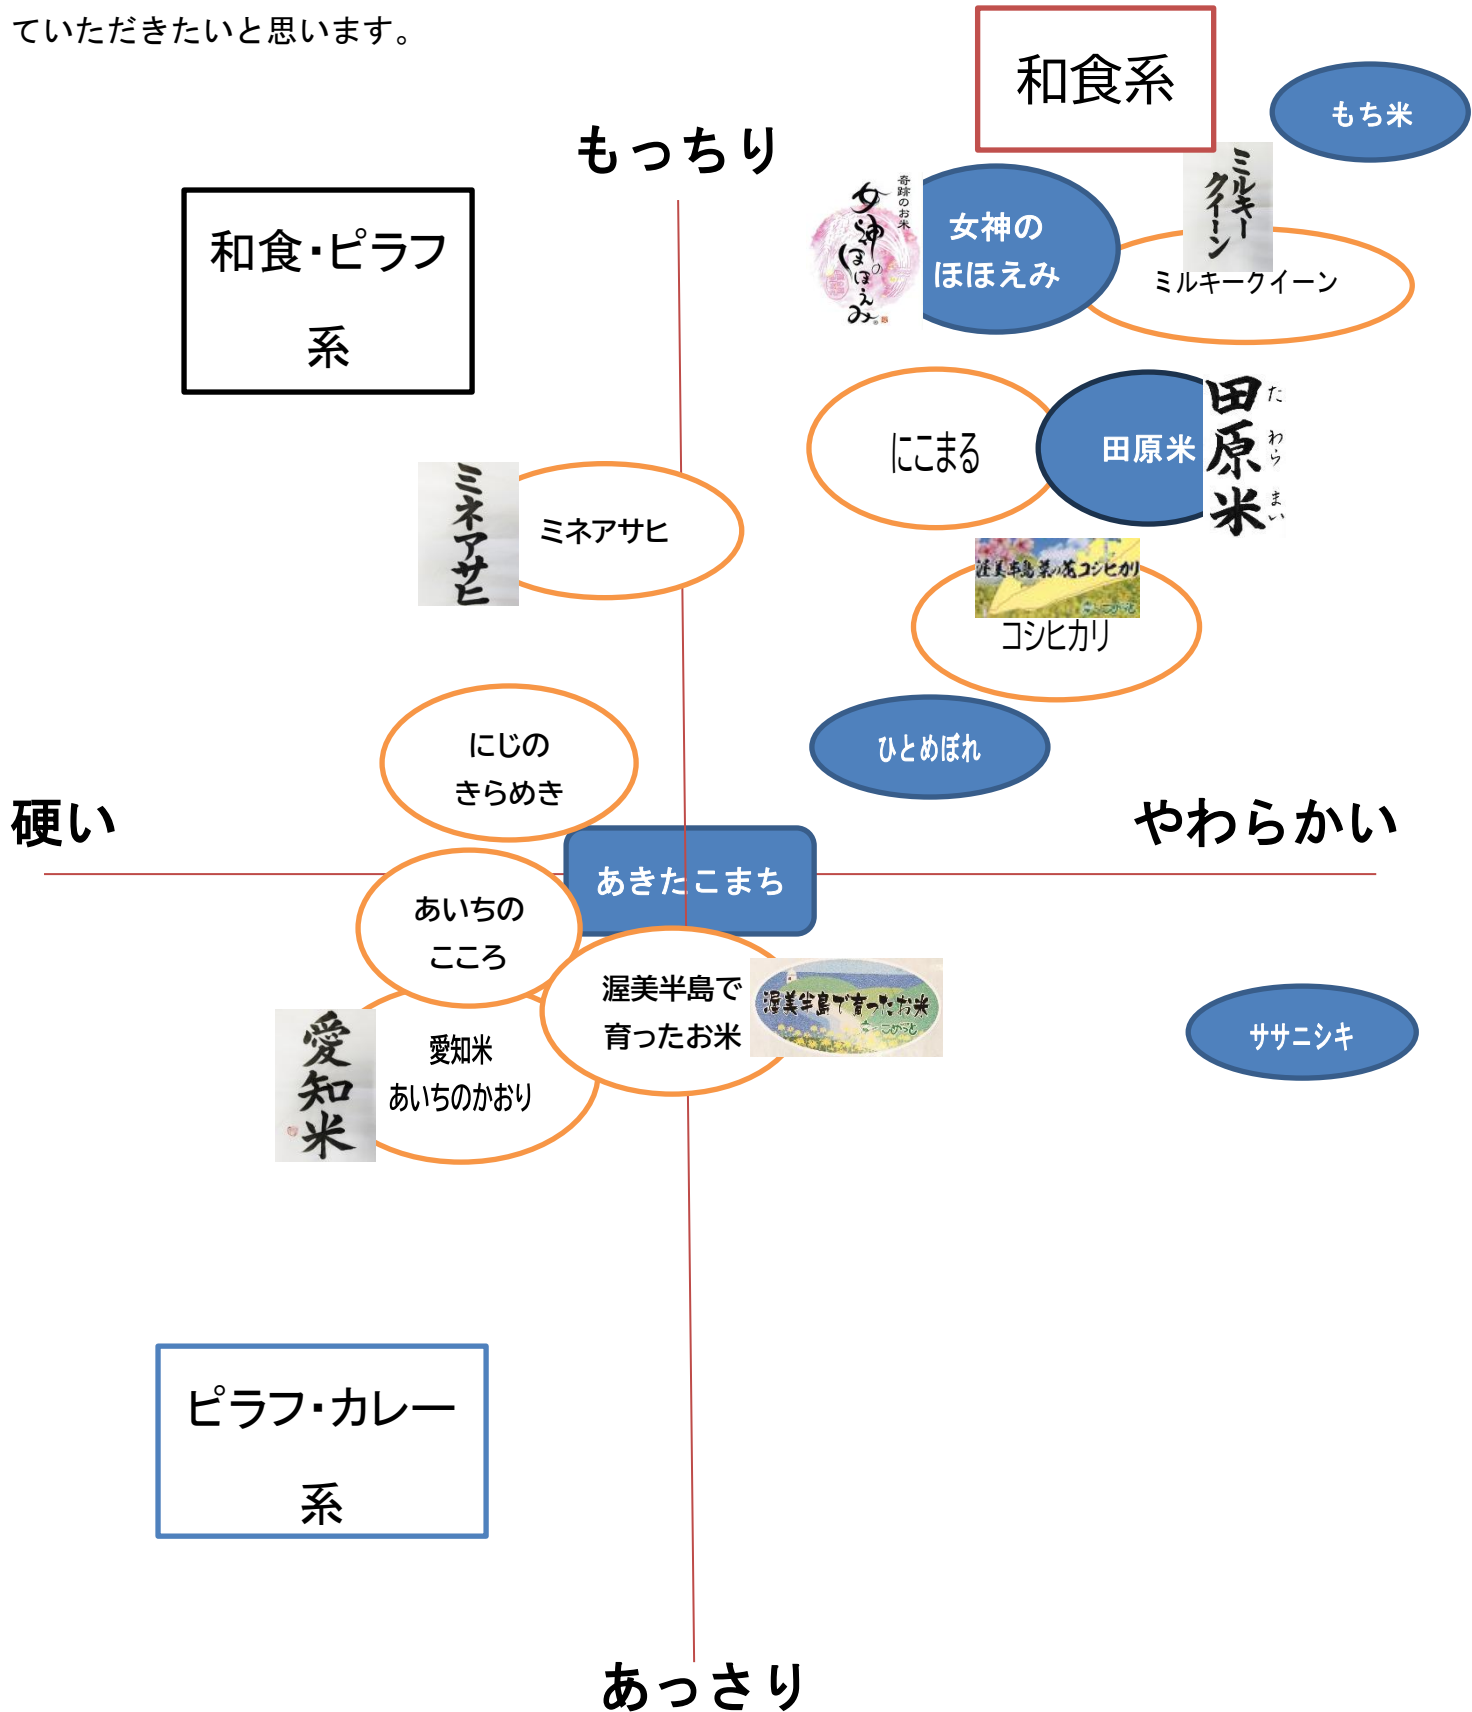 ていただきたいと思います。
和食系
もち米
もっちり
和食・ピラフ
系
奇跡のお米
女神の
ほほえみ
女神の
ほほえみ
ミルキー
クイーン
ミルキークイーン
にこまる
田原米
田原米
たわらまい
ミネアサヒ
ミネアサヒ
渥美半島菜の花コシヒカリ
コシヒカリ
ひとめぼれ
にじの
きらめき
硬い
やわらかい
あきたこまち
あいちの
こころ
渥美半島で
育ったお米
渥美半島で育ったお米
ササニシキ
愛知米
愛知米
あいちのかおり
ピラフ・カレー
系
あっさり